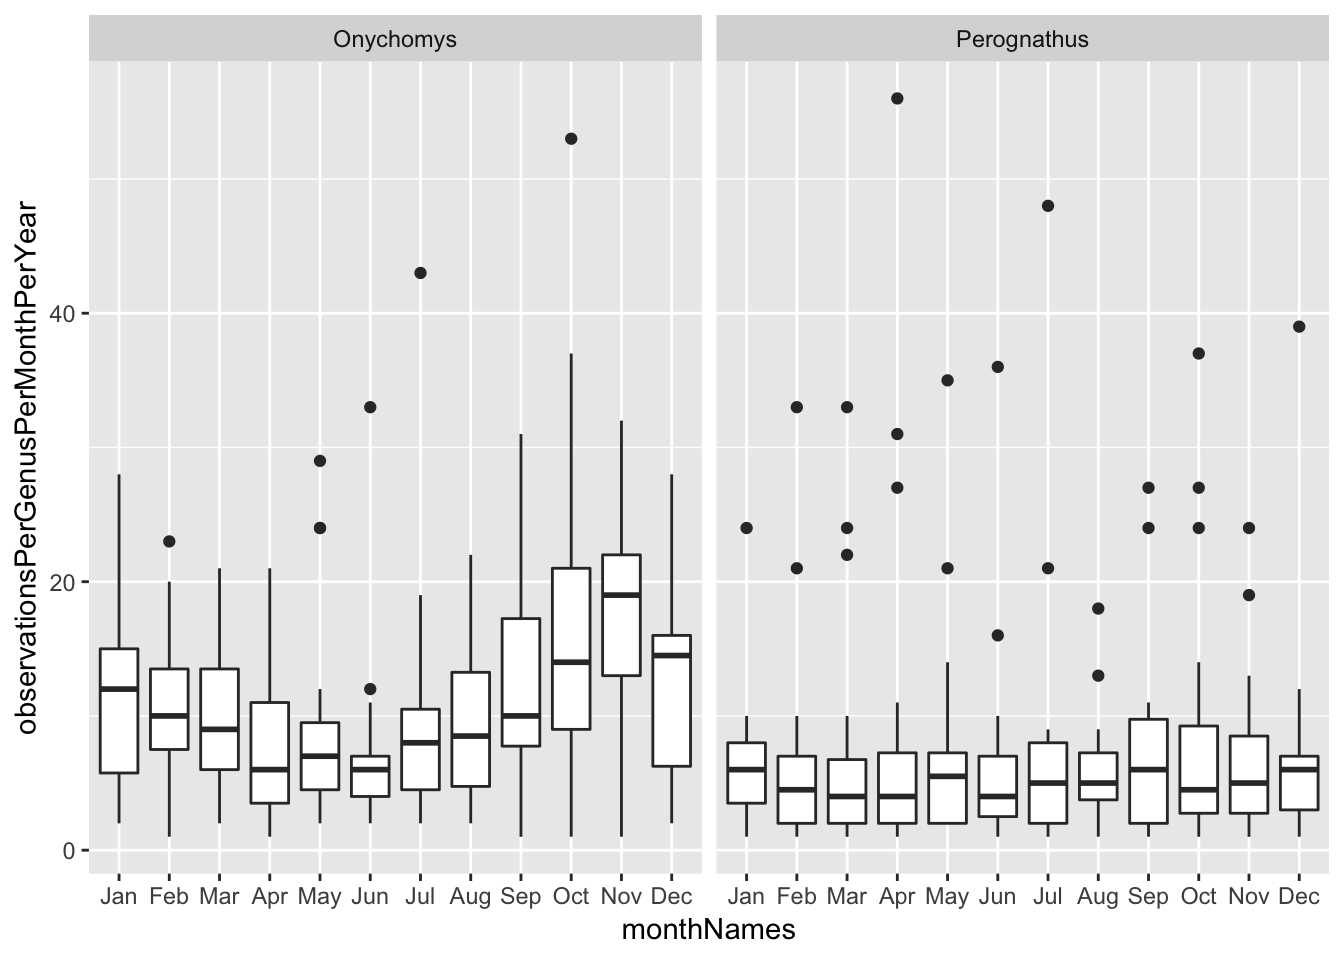 Onychomys Perognathus
observationsPerGenusPerMonthPerYear
40
20
0
Jan Feb Mar Apr May Jun Jul Aug Sep Oct Nov Dec Jan Feb Mar Apr May Jun Jul Aug Sep Oct Nov Dec
monthNames